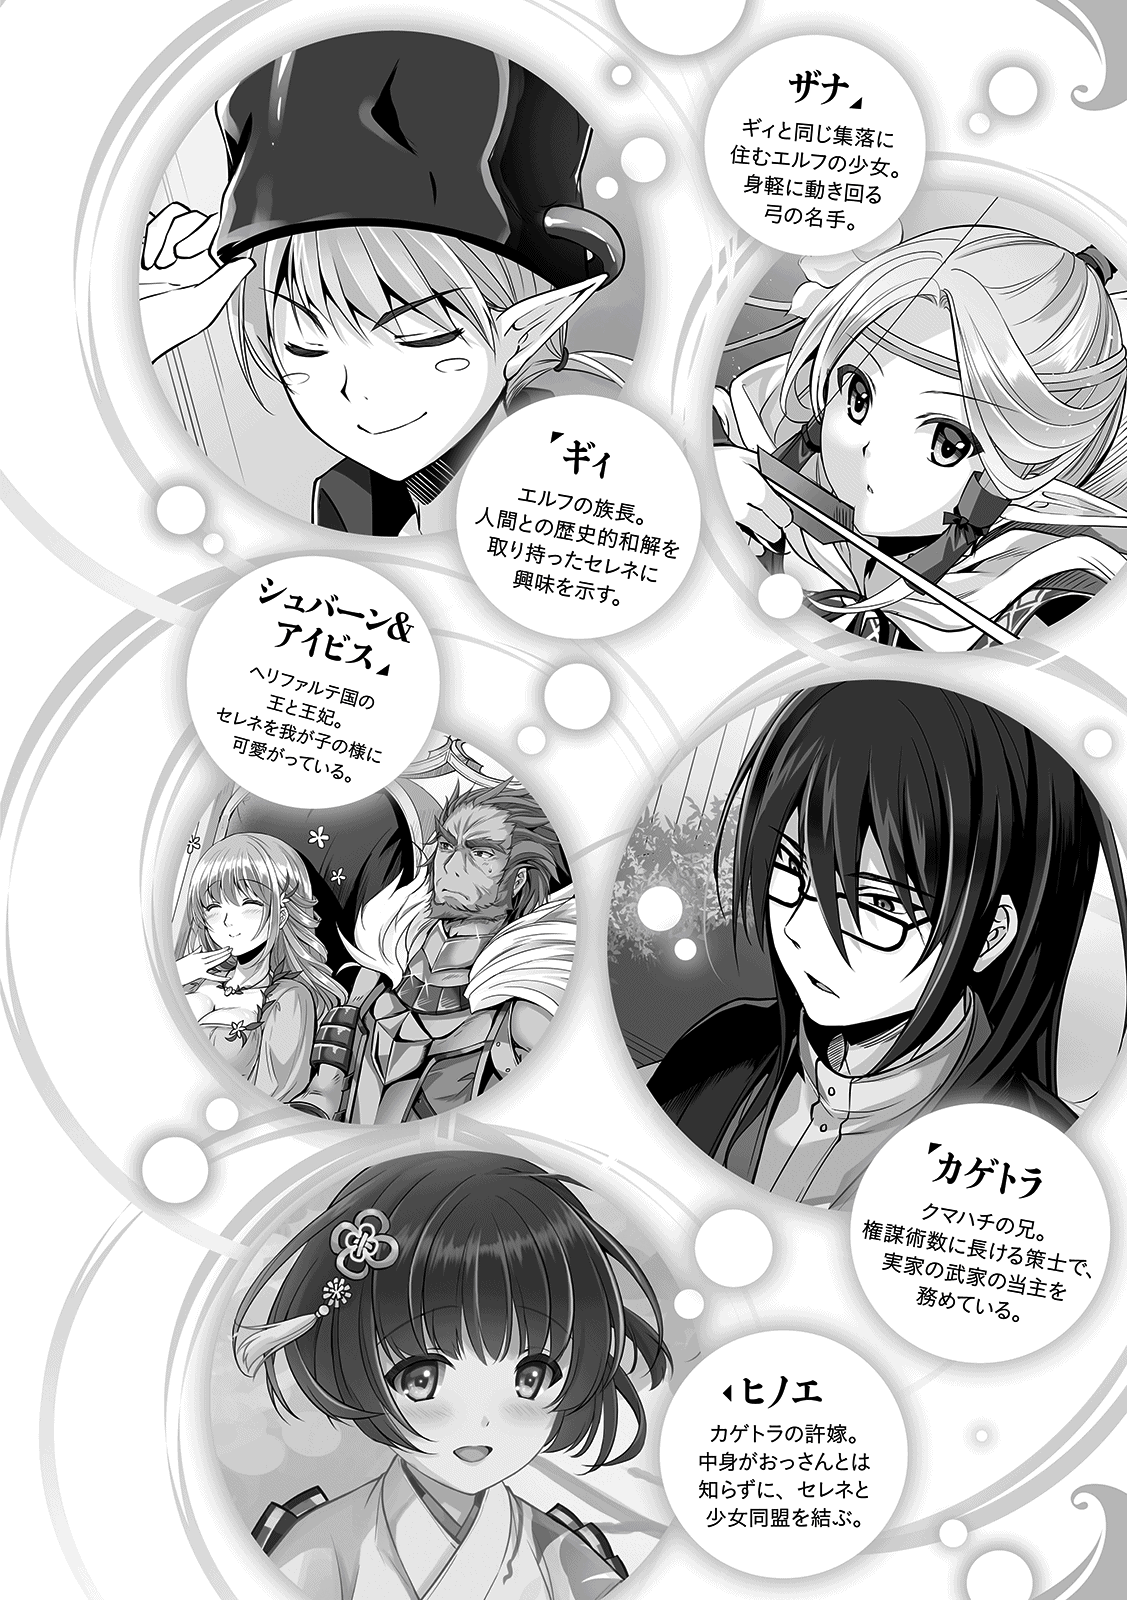 ザナ
ギィと同じ集落に
住むエルフの少女。
身軽に動き回る
弓の名手。
ギィ
エルフの族長。
人間との歴史的和解を
取り持ったセレネに
興味を示す。
シュバーン&
アイビス
ヘリファルテ国の
王と王妃。
セレネを我が子の様に
可愛がっている。
カゲトラ
クマハチの兄。
権謀術数に長ける策士で、
実家の武家の当主を
務めている。
ヒノエ
カゲトラの許嫁。
中身がおっさんとは
知らずに、セレネと
少女同盟を結ぶ。